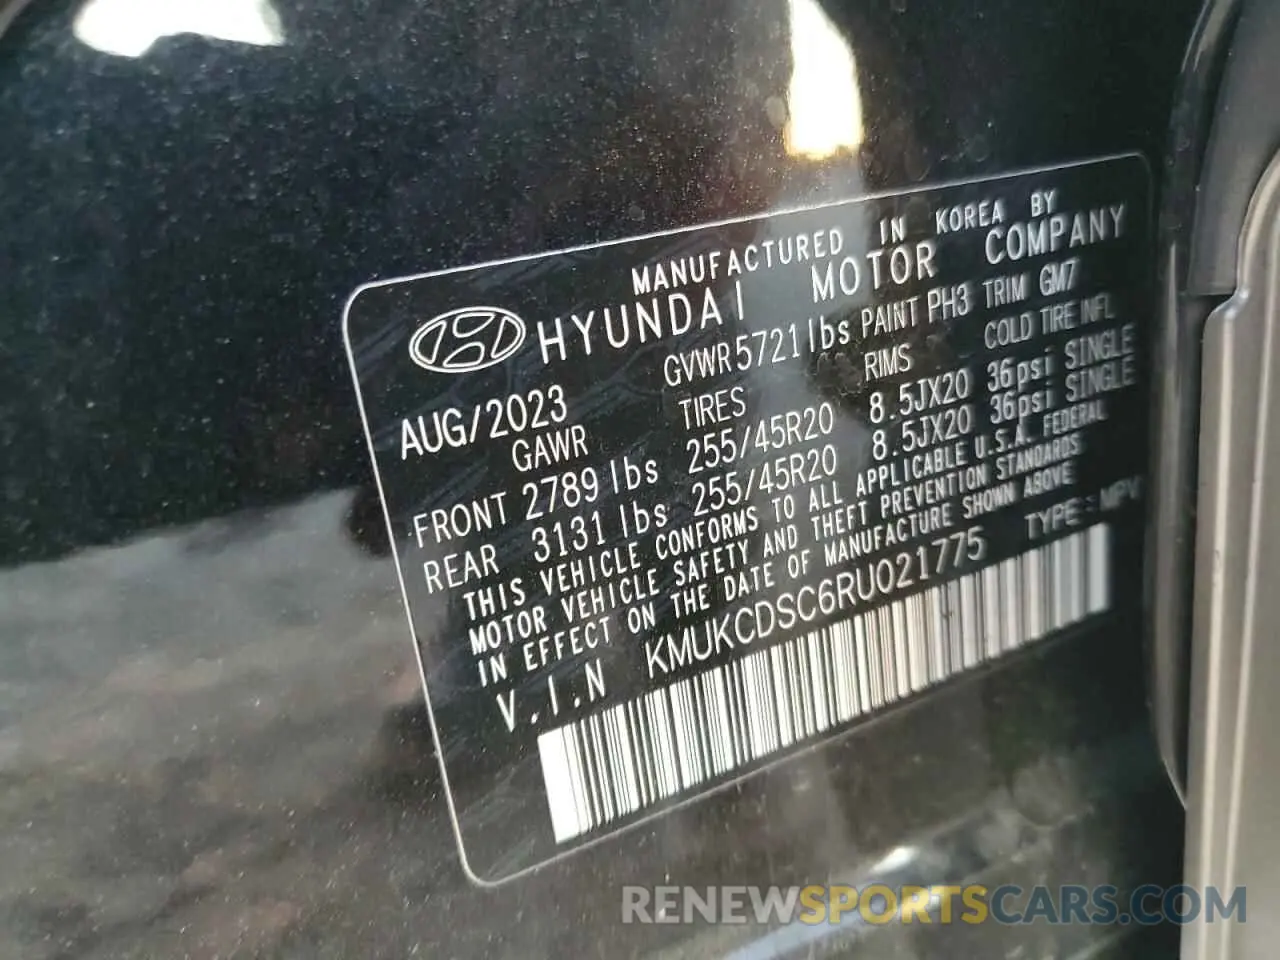 MANUFACTURED IN KOREA BY
HYUNDAI MOTOR COMPANY
AUG/2023 GVWR 5721lbs PAINT PH3 TRIM GM7
GAWR TIRES RIMS COLD TIRE INFL
FRONT 2789 lbs 255/45R20 8.5JX20 36psi SINGLE
REAR 3131 lbs 255/45R20 8.5JX20 36psi SINGLE
THIS VEHICLE CONFORMS TO ALL APPLICABLE U.S.A. FEDERAL
MOTOR VEHICLE SAFETY AND THEFT PREVENTION STANDARDS
IN EFFECT ON THE DATE OF MANUFACTURE SHOWN ABOVE
V.I.N KMUKCDSC6RU021775 TYPE: MPV
RENEWSPORTSCARS.COM